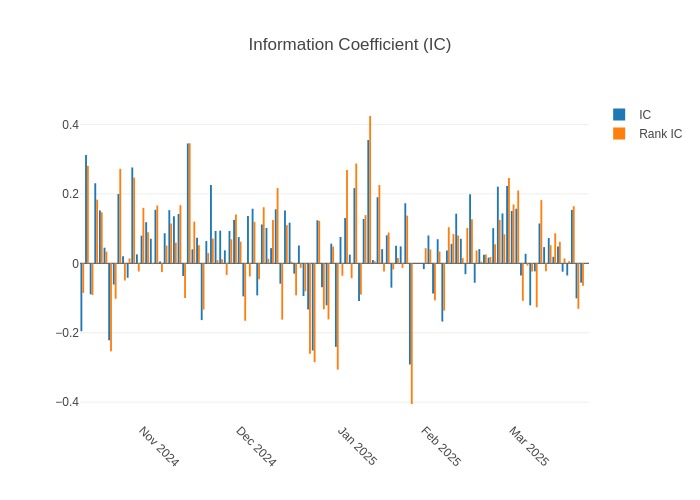 Information Coefficient (IC)
IC
Rank IC
0.4
0.2
0
−0.2
−0.4
Nov 2024
Dec 2024
Jan 2025
Feb 2025
Mar 2025